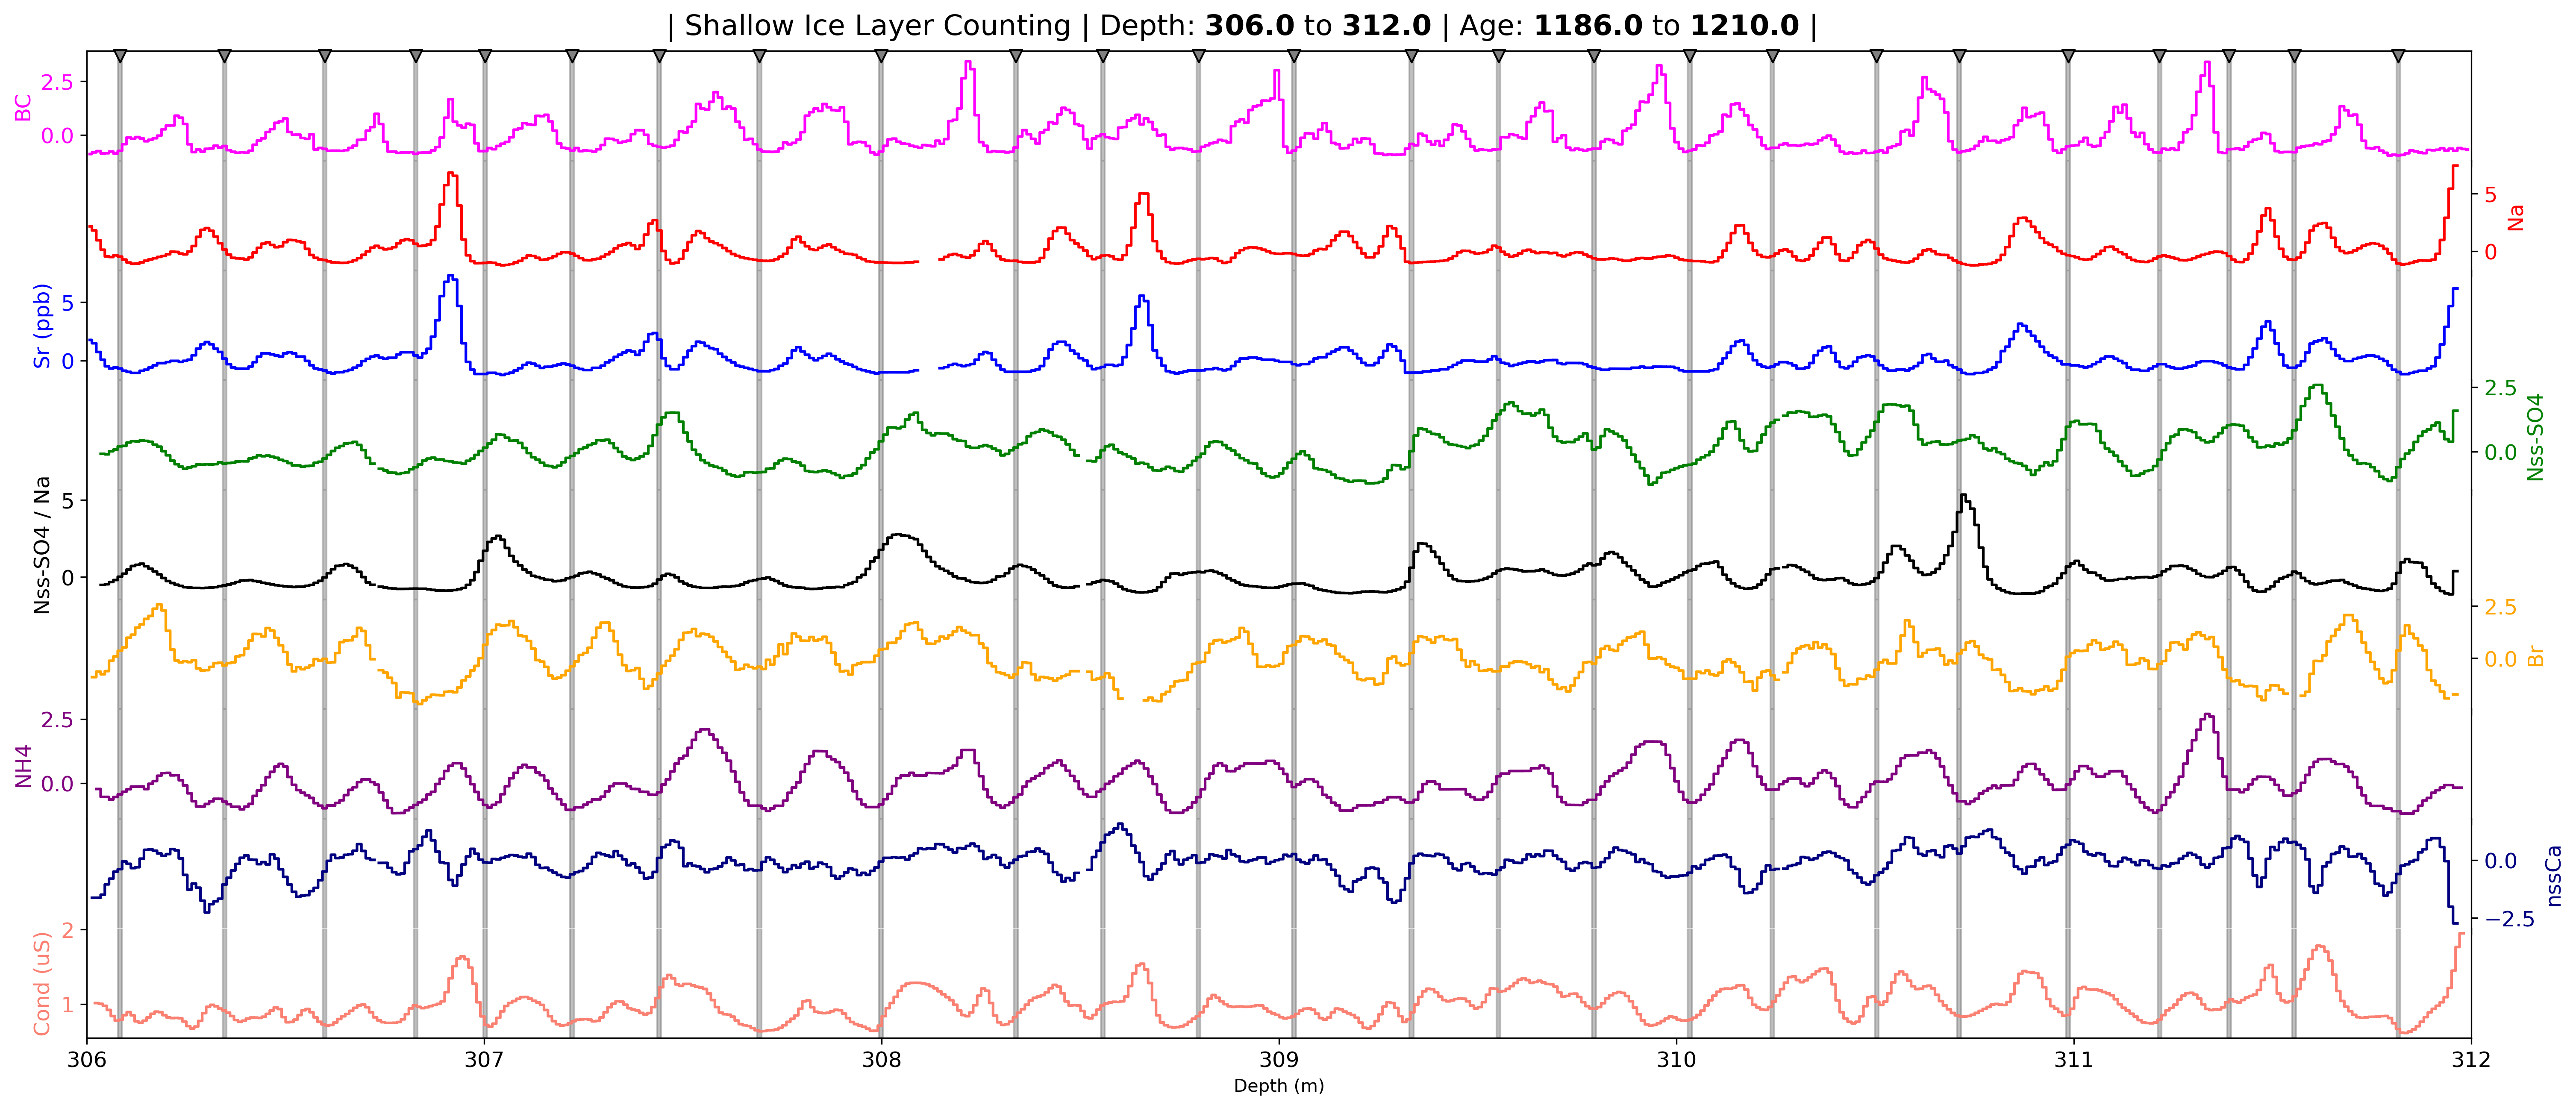 | Shallow Ice Layer Counting | Depth: 306.0 to 312.0 | Age: 1186.0 to 1210.0 |
BC
2.5
0.0
5
0
Na
Sr (ppb)
5
0
2.5
0.0
Nss-SO4
Nss-SO4 / Na
5
0
2.5
0.0
Br
NH4
2.5
0.0
0.0
−2.5
nssCa
Cond (uS)
2
1
306 307 308 309 310 311 312
Depth (m)